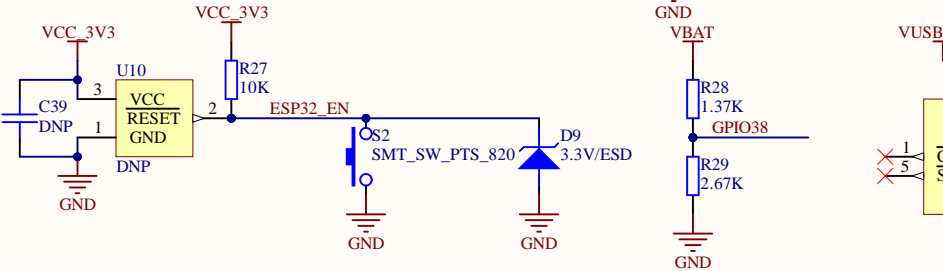 GND
VCC_3V3
VCC_3V3
VBAT
VUSB
U10
R27
10K
R28
1.37K
3
VCC
C39
DNP
RESET
2
ESP32_EN
1
GND
S2
SMT_SW_PTS_820
D9
3.3V/ESD
GPIO38
DNP
R29
2.67K
1
5
GND
GND
GND
GND